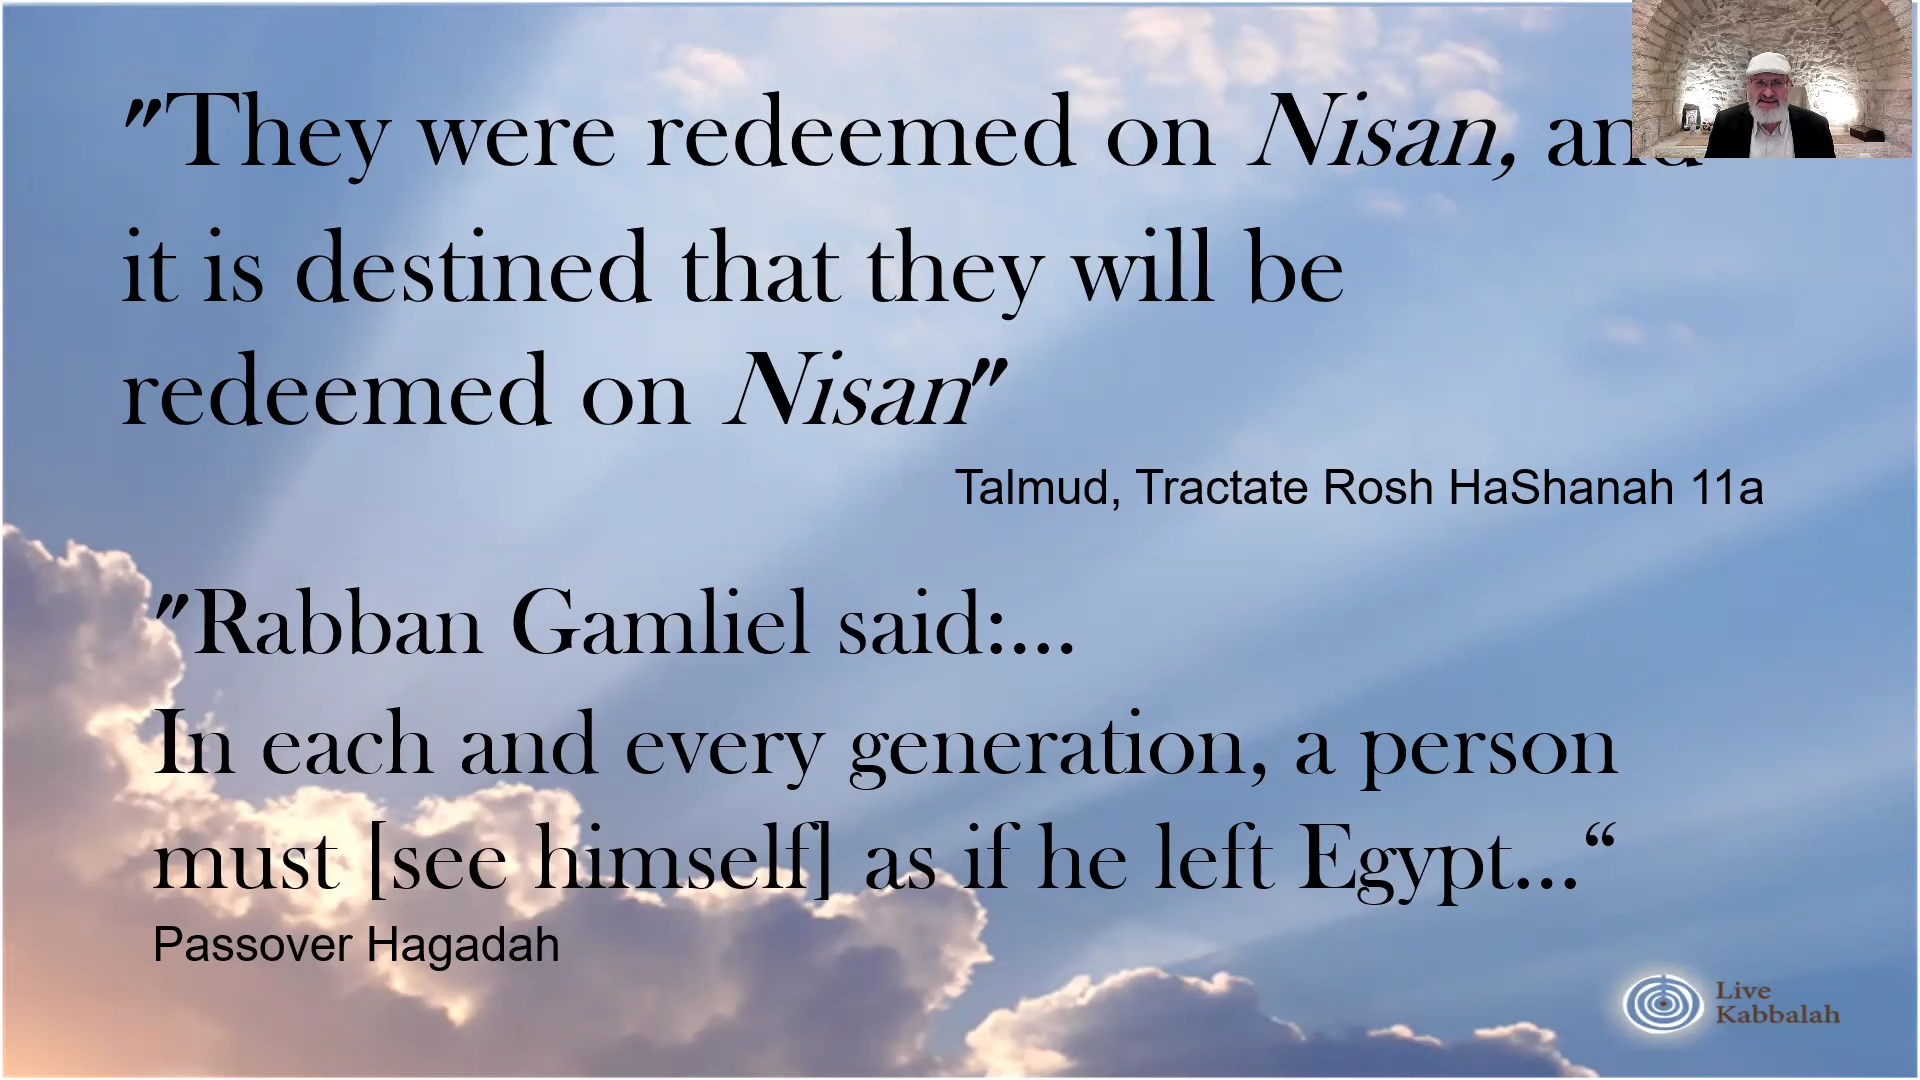 "They were redeemed on Nisan, and
it is destined that they will be
redeemed on Nisan"
Talmud, Tractate Rosh HaShanah 11a
"Rabban Gamliel said:...
In each and every generation, a person
must [see himself] as if he left Egypt...“
Passover Hagadah
Live
Kabbalah